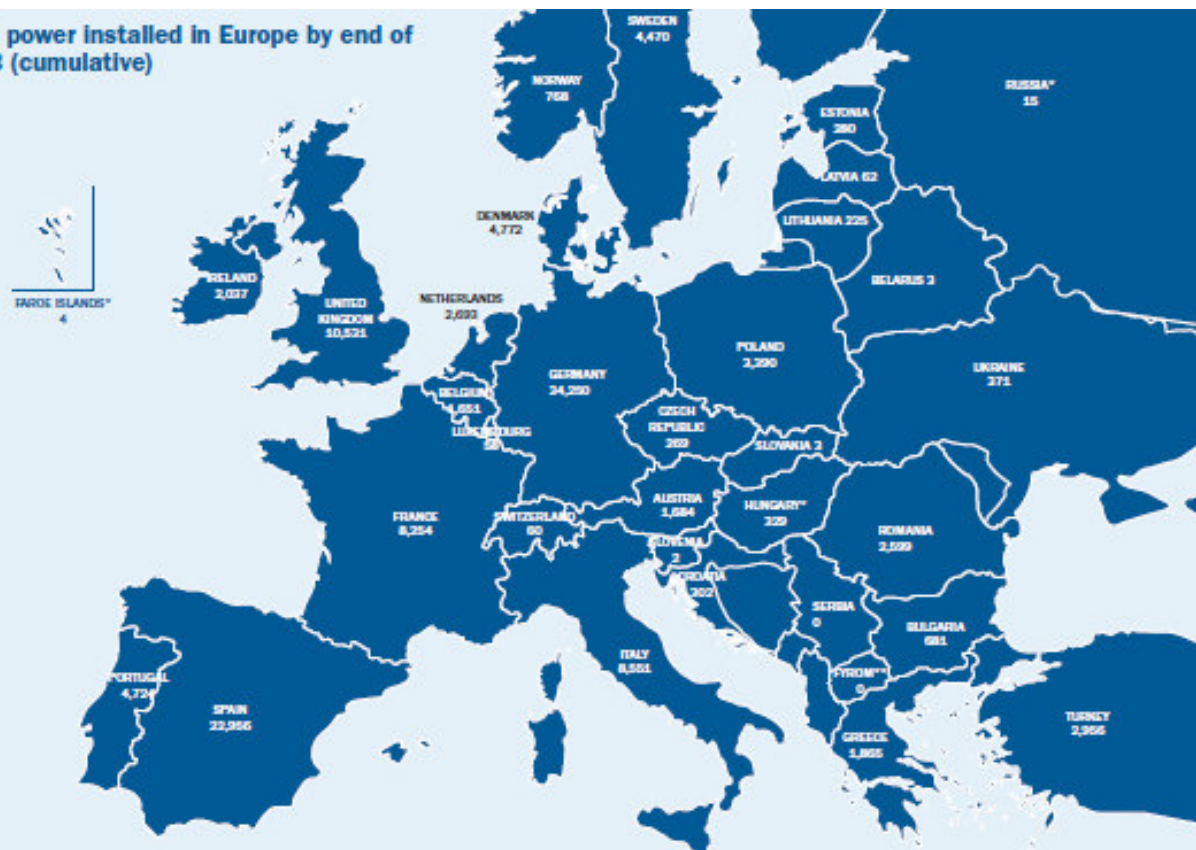 power installed in Europe by end of
3 (cumulative)
SWEDEN
4,470
NORWAY
768
RUSSIA*
15
ESTONIA
280
LATVIA 62
LITHUANIA 225
DENMARK
4,772
BELARUS 3
FAROE ISLANDS*
4
IRELAND
2,037
UNITED
KINGDOM
10,531
NETHERLANDS
2,693
POLAND
3,390
UKRAINE
371
GERMANY
34,250
BELGIUM
1,651
LUXEMBOURG
CZECH
REPUBLIC
269
SLOVAKIA 3
FRANCE
8,254
SWITZERLAND
60
AUSTRIA
1,684
HUNGARY*
329
ROMANIA
2,599
SLOVENIA
2
CROATIA
302
SERBIA
0
BULGARIA
681
FYROM**
0
ITALY
8,551
PORTUGAL
4,724
SPAIN
22,956
GREECE
1,865
TURKEY
2,956